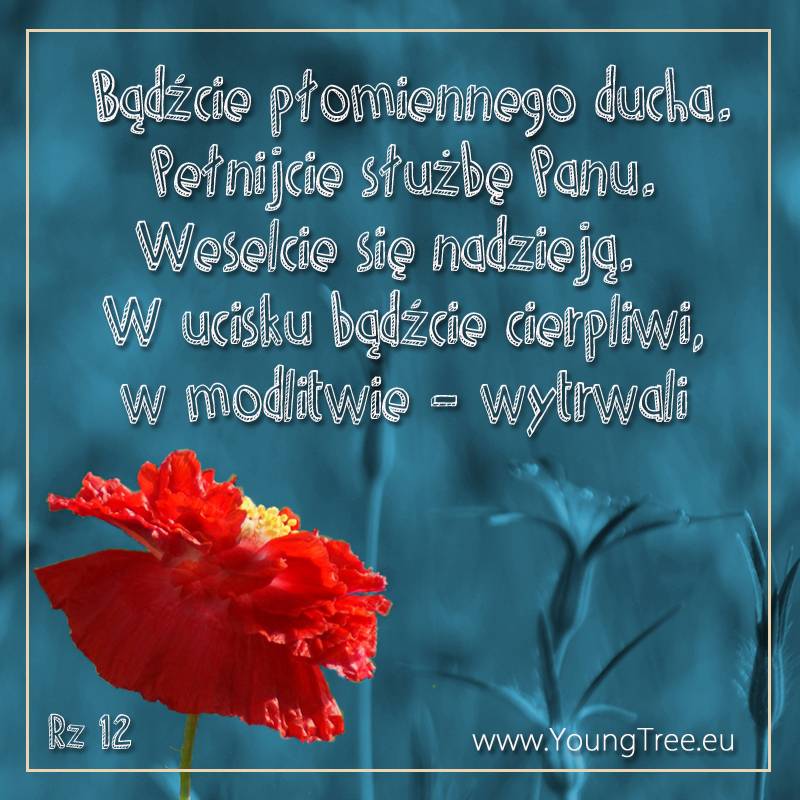 Bądźcie płomiennego ducha.
Pełnijcie służbę Panu.
Weselcie się nadzieją.
W ucisku bądźcie cierpliwi,
w modlitwie - wytrwali
Rz 12
www.YoungTree.eu